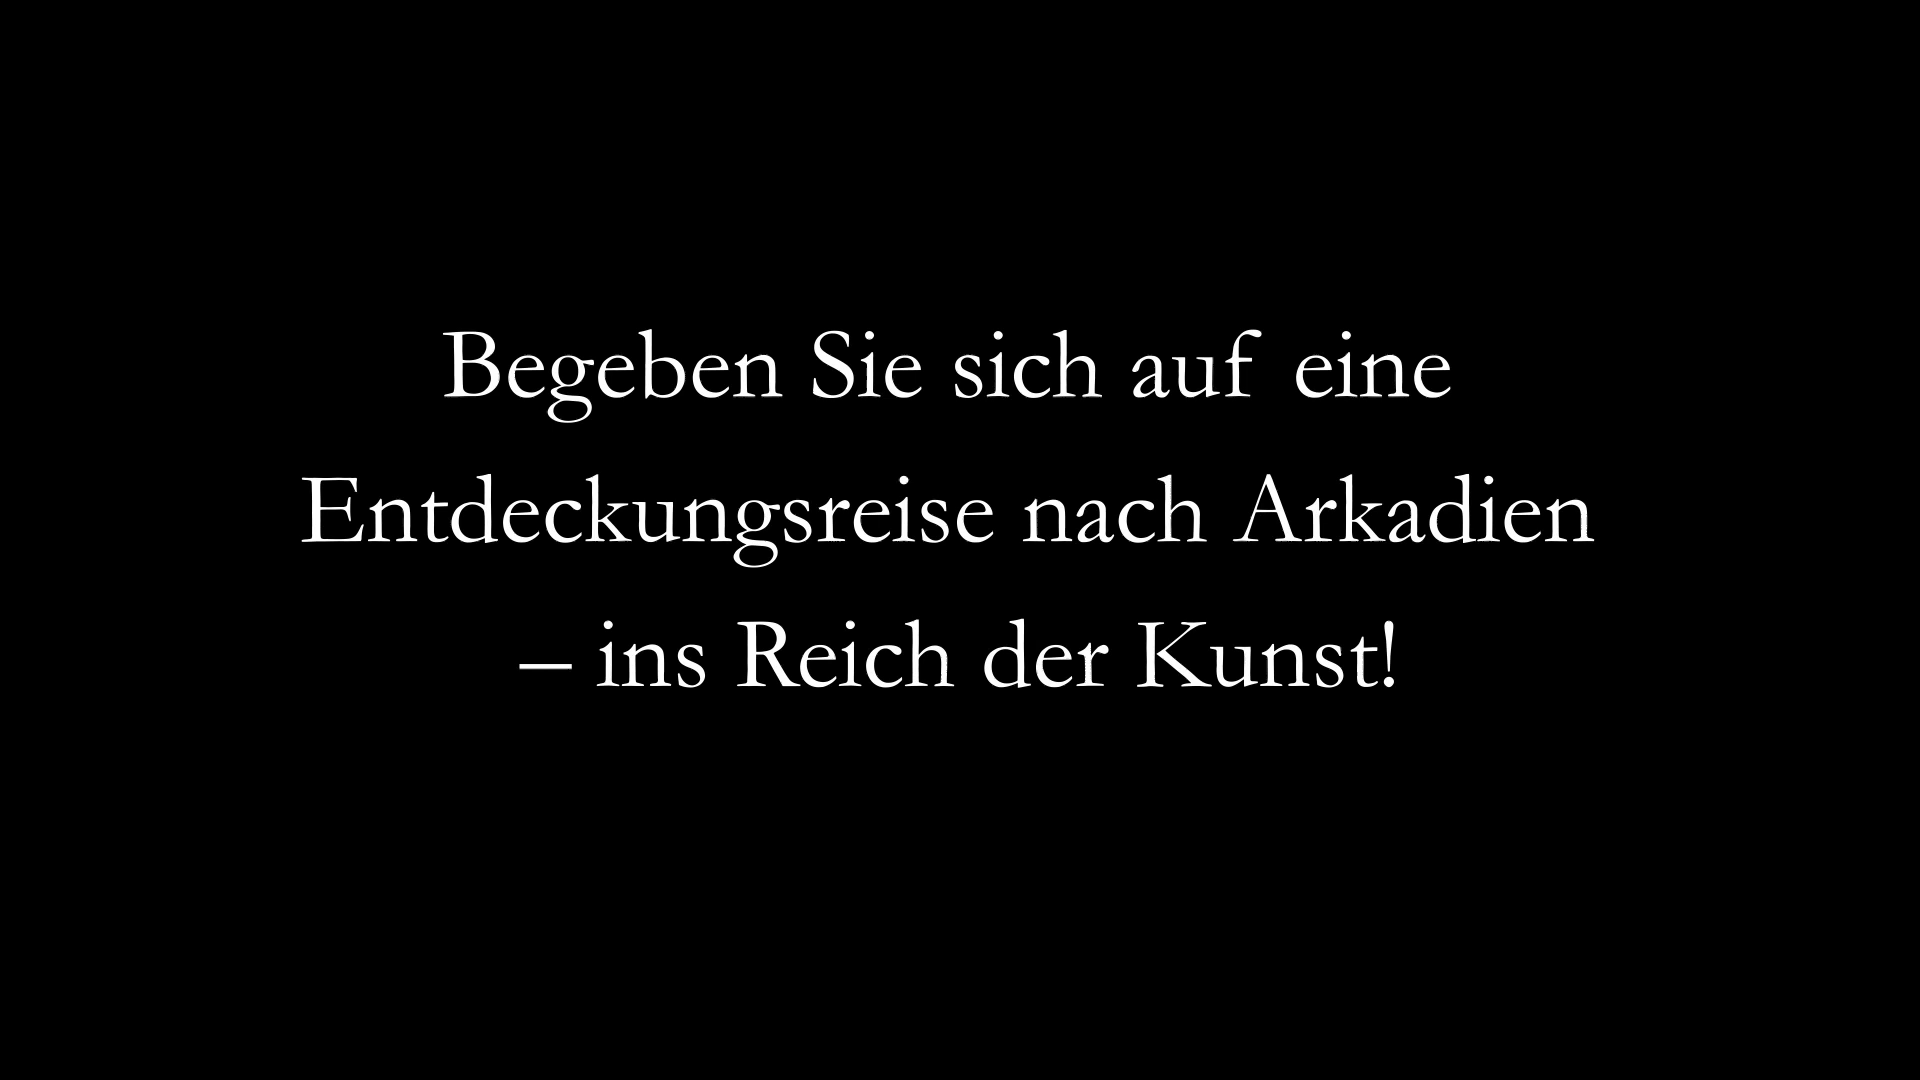 Begeben Sie sich auf eine
Entdeckungsreise nach Arkadien
– ins Reich der Kunst!